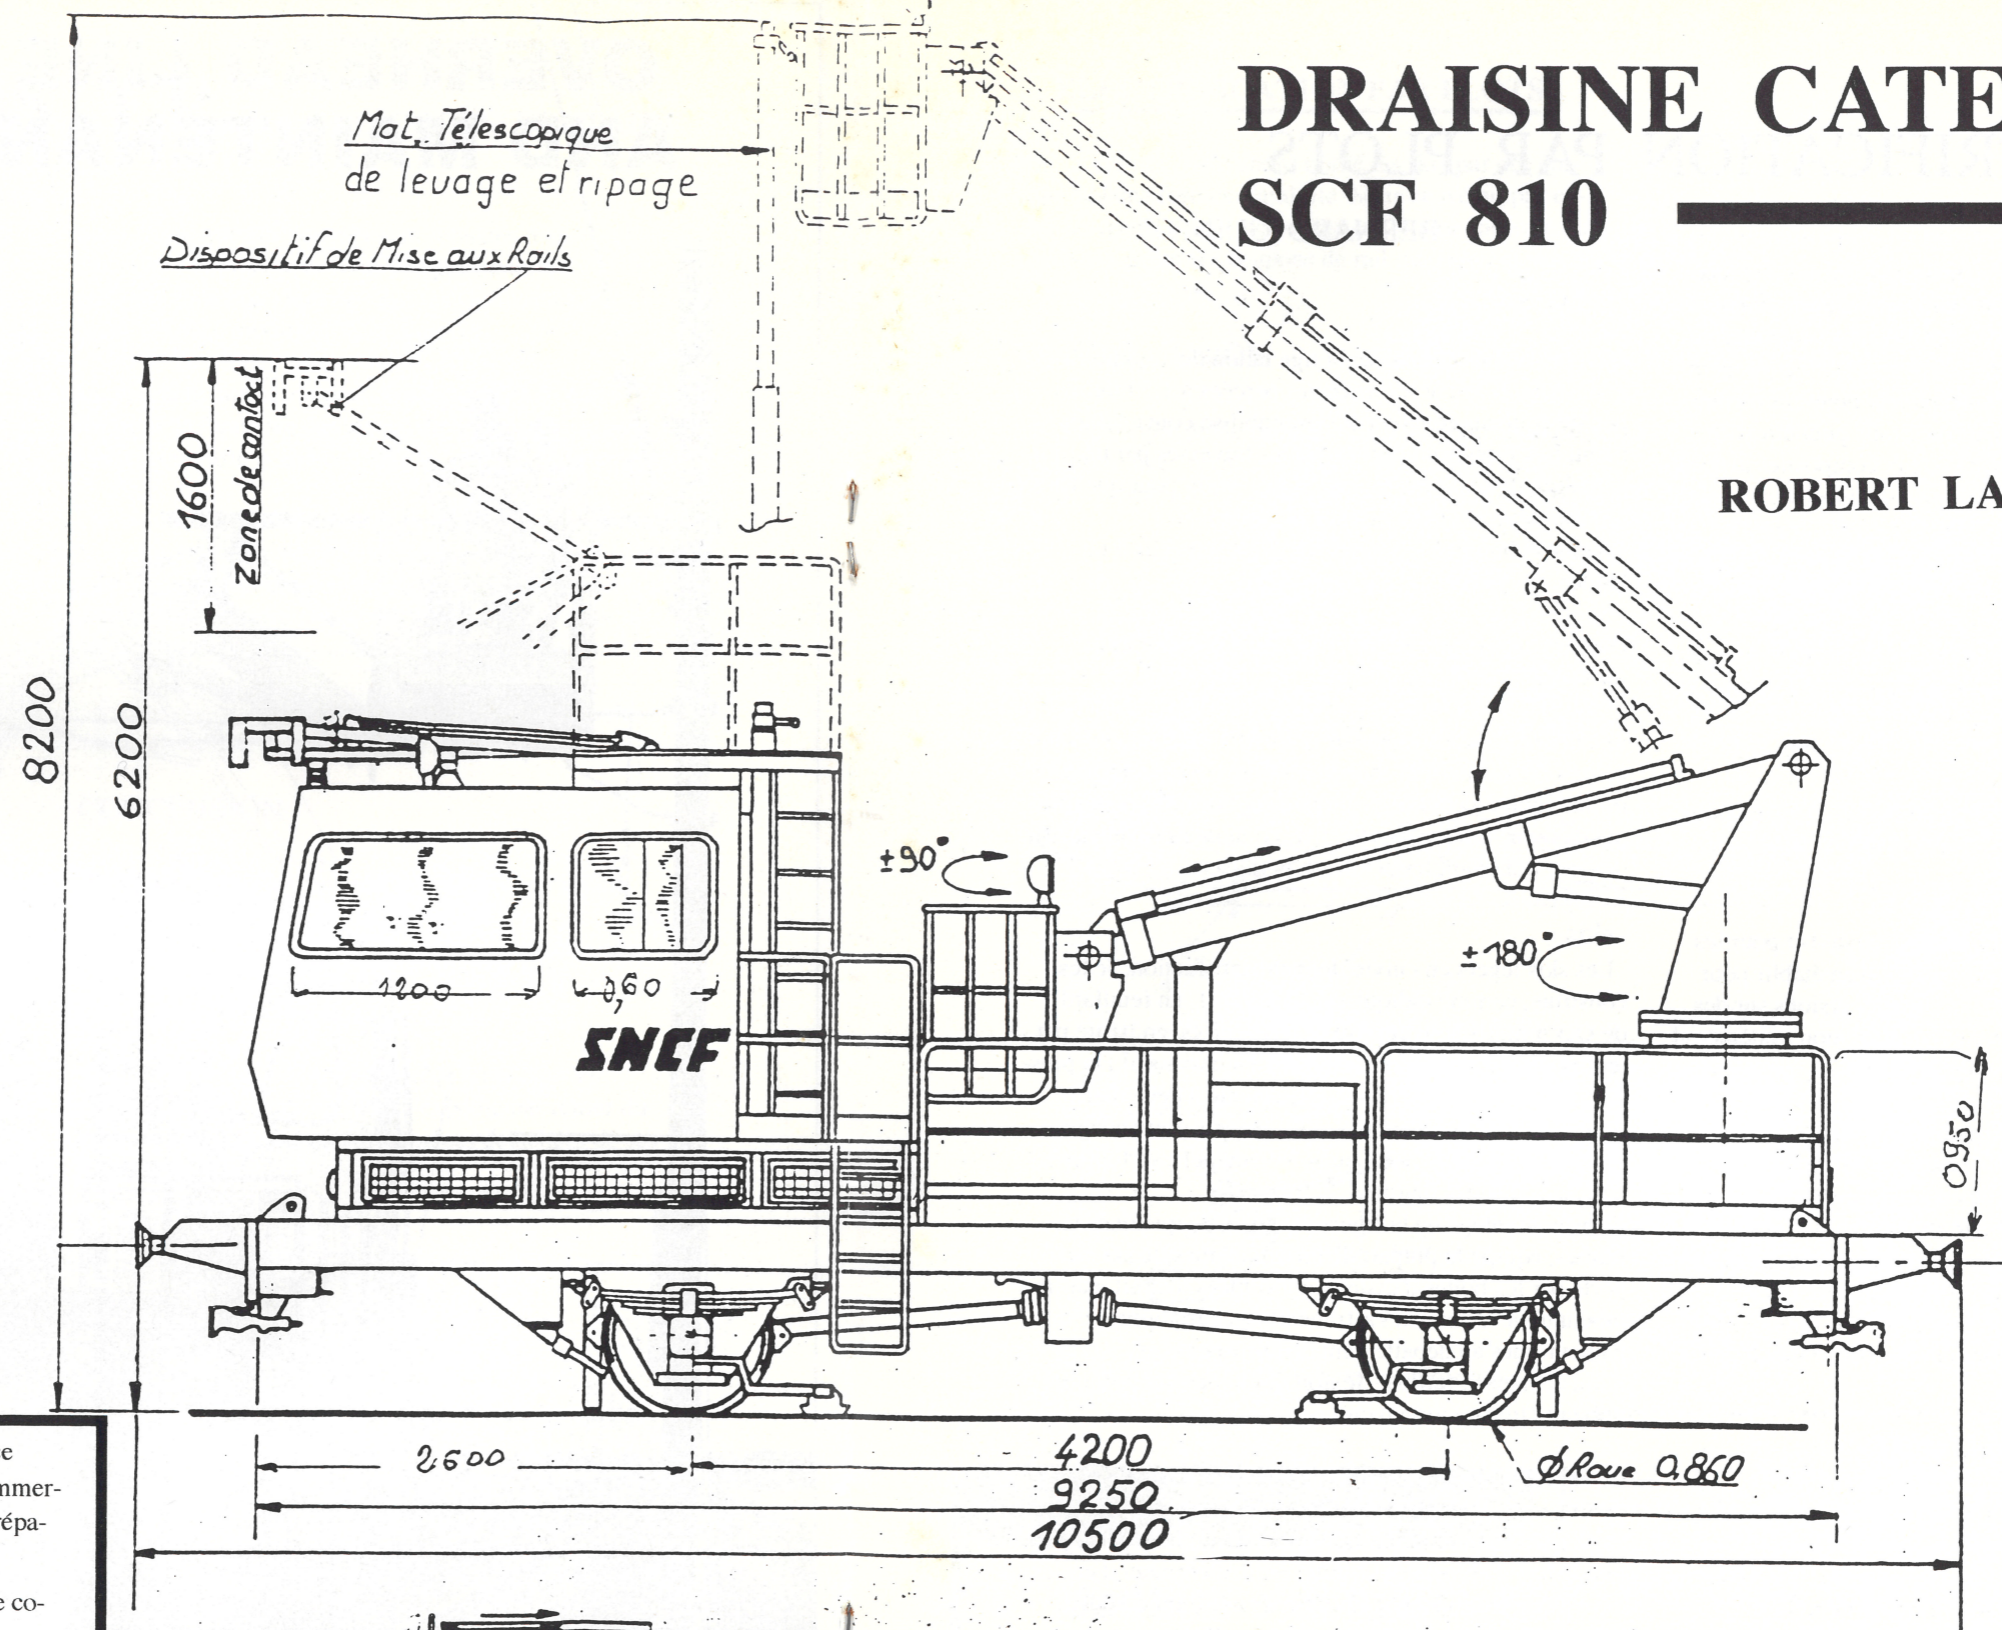 DRAISINE CATE
SCF 810
ROBERT LA
Mat. Télescopique
de levage et ripage
Dispositif de Mise aux Rails
1600
Zone de contact
8200
6200
±90°
±180°
1200
0,60
SNCF
0950
2600
4200
9250
10500
ϕ Roue 0,860
mmer-
répa-
e co-